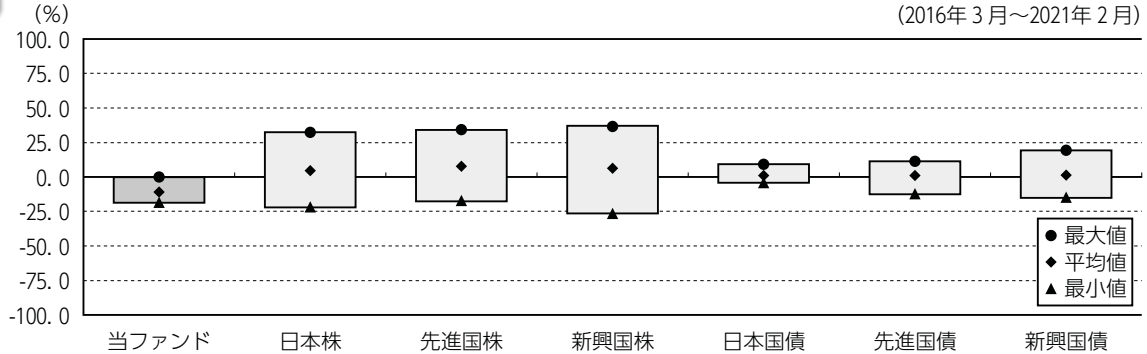 (%)
(2016年3月～2021年2月)
100.0
75.0
50.0
25.0
0.0
-25.0
-50.0
-75.0
-100.0
● 最大値
◆ 平均値
▲ 最小値
当ファンド 日本株 先進国株 新興国株 日本国債 先進国債 新興国債